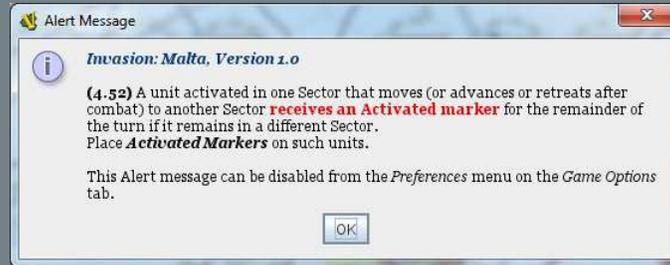 Alert Message
Invasion: Malta, Version 1.0
(4.52) A unit activated in one Sector that moves (or advances or retreats after
combat) to another Sector receives an Activated marker for the remainder of
the turn if it remains in a different Sector.
Place Activated Markers on such units.
This Alert message can be disabled from the Preferences menu on the Game Options
tab.
OK